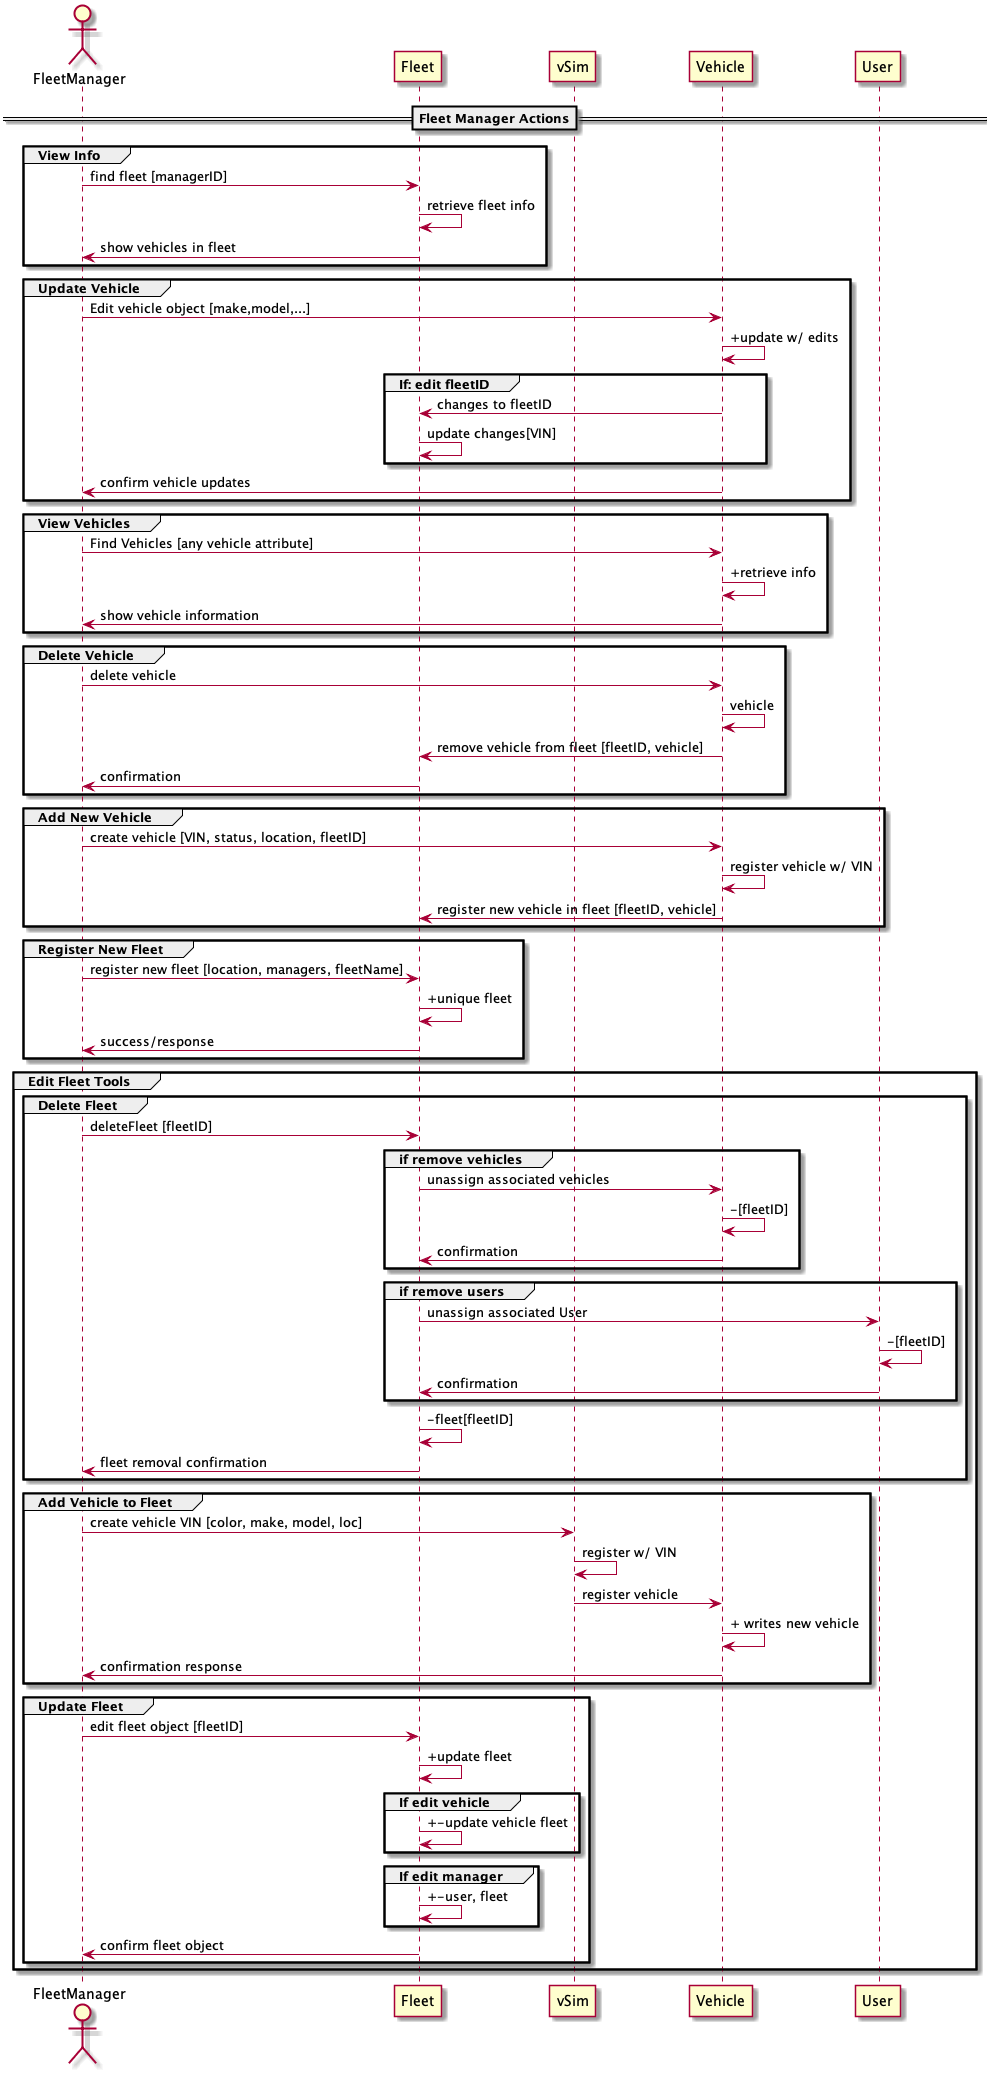 FleetManager
Fleet
vSim
Vehicle
User
Fleet Manager Actions
View Info
find fleet [managerID]
retrieve fleet info
show vehicles in fleet
Update Vehicle
Edit vehicle object [make,model,...]
+update w/ edits
If: edit fleetID
changes to fleetID
update changes[VIN]
confirm vehicle updates
View Vehicles
Find Vehicles [any vehicle attribute]
+retrieve info
show vehicle information
Delete Vehicle
delete vehicle
vehicle
remove vehicle from fleet [fleetID, vehicle]
confirmation
Add New Vehicle
create vehicle [VIN, status, location, fleetID]
register vehicle w/ VIN
register new vehicle in fleet [fleetID, vehicle]
Register New Fleet
register new fleet [location, managers, fleetName]
+unique fleet
success/response
Edit Fleet Tools
Delete Fleet
deleteFleet [fleetID]
if remove vehicles
unassign associated vehicles
-[fleetID]
confirmation
if remove users
unassign associated User
-[fleetID]
confirmation
-fleet[fleetID]
fleet removal confirmation
Add Vehicle to Fleet
create vehicle VIN [color, make, model, loc]
register w/ VIN
register vehicle
+ writes new vehicle
confirmation response
Update Fleet
edit fleet object [fleetID]
+update fleet
If edit vehicle
+-update vehicle fleet
If edit manager
+-user, fleet
confirm fleet object
FleetManager
Fleet
vSim
Vehicle
User